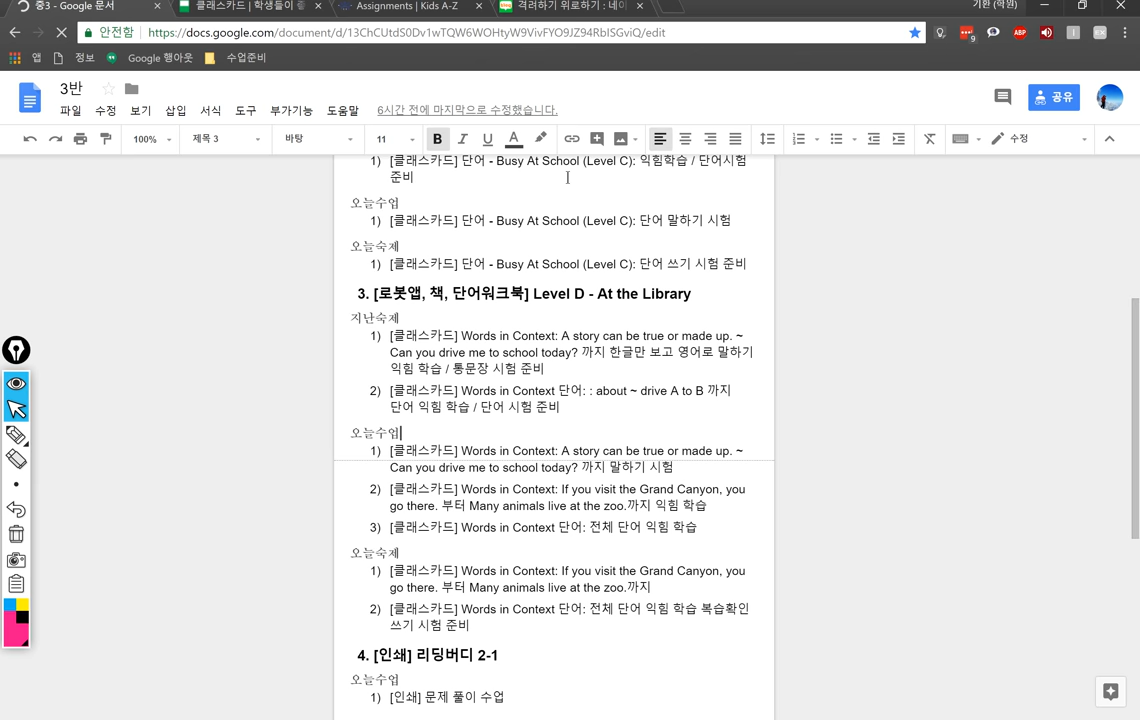 중3 - Google 문서
클래스카드 | 학생들이 좋
Assignments | Kids A-Z
격려하기 위로하기 : 네이
기환 (학원)
안전함
https://docs.google.com/document/d/13ChCUtdS0Dv1wTQW6WOHtyW9VivFYO9JZ94RbISGviQ/edit
앱 정보 Google 행아웃 수업준비
3반
파일 수정 보기 삽입 서식 도구 부가기능 도움말 6시간 전에 마지막으로 수정했습니다.
공유
100% 제목 3 바탕 11 수정
1) [클래스카드] 단어 - Busy At School (Level C): 익힘학습 / 단어시험
준비
오늘수업
1) [클래스카드] 단어 - Busy At School (Level C): 단어 말하기 시험
오늘숙제
1) [클래스카드] 단어 - Busy At School (Level C): 단어 쓰기 시험 준비
3. [로봇앱, 책, 단어워크북] Level D - At the Library
지난숙제
1) [클래스카드] Words in Context: A story can be true or made up. ~
Can you drive me to school today? 까지 한글만 보고 영어로 말하기
익힘 학습 / 통문장 시험 준비
2) [클래스카드] Words in Context 단어: : about ~ drive A to B 까지
단어 익힘 학습 / 단어 시험 준비
오늘수업
1) [클래스카드] Words in Context: A story can be true or made up. ~
Can you drive me to school today? 까지 말하기 시험
2) [클래스카드] Words in Context: If you visit the Grand Canyon, you
go there. 부터 Many animals live at the zoo.까지 익힘 학습
3) [클래스카드] Words in Context 단어: 전체 단어 익힘 학습
오늘숙제
1) [클래스카드] Words in Context: If you visit the Grand Canyon, you
go there. 부터 Many animals live at the zoo.까지
2) [클래스카드] Words in Context 단어: 전체 단어 익힘 학습 복습확인
쓰기 시험 준비
4. [인쇄] 리딩버디 2-1
오늘수업
1) [인쇄] 문제 풀이 수업